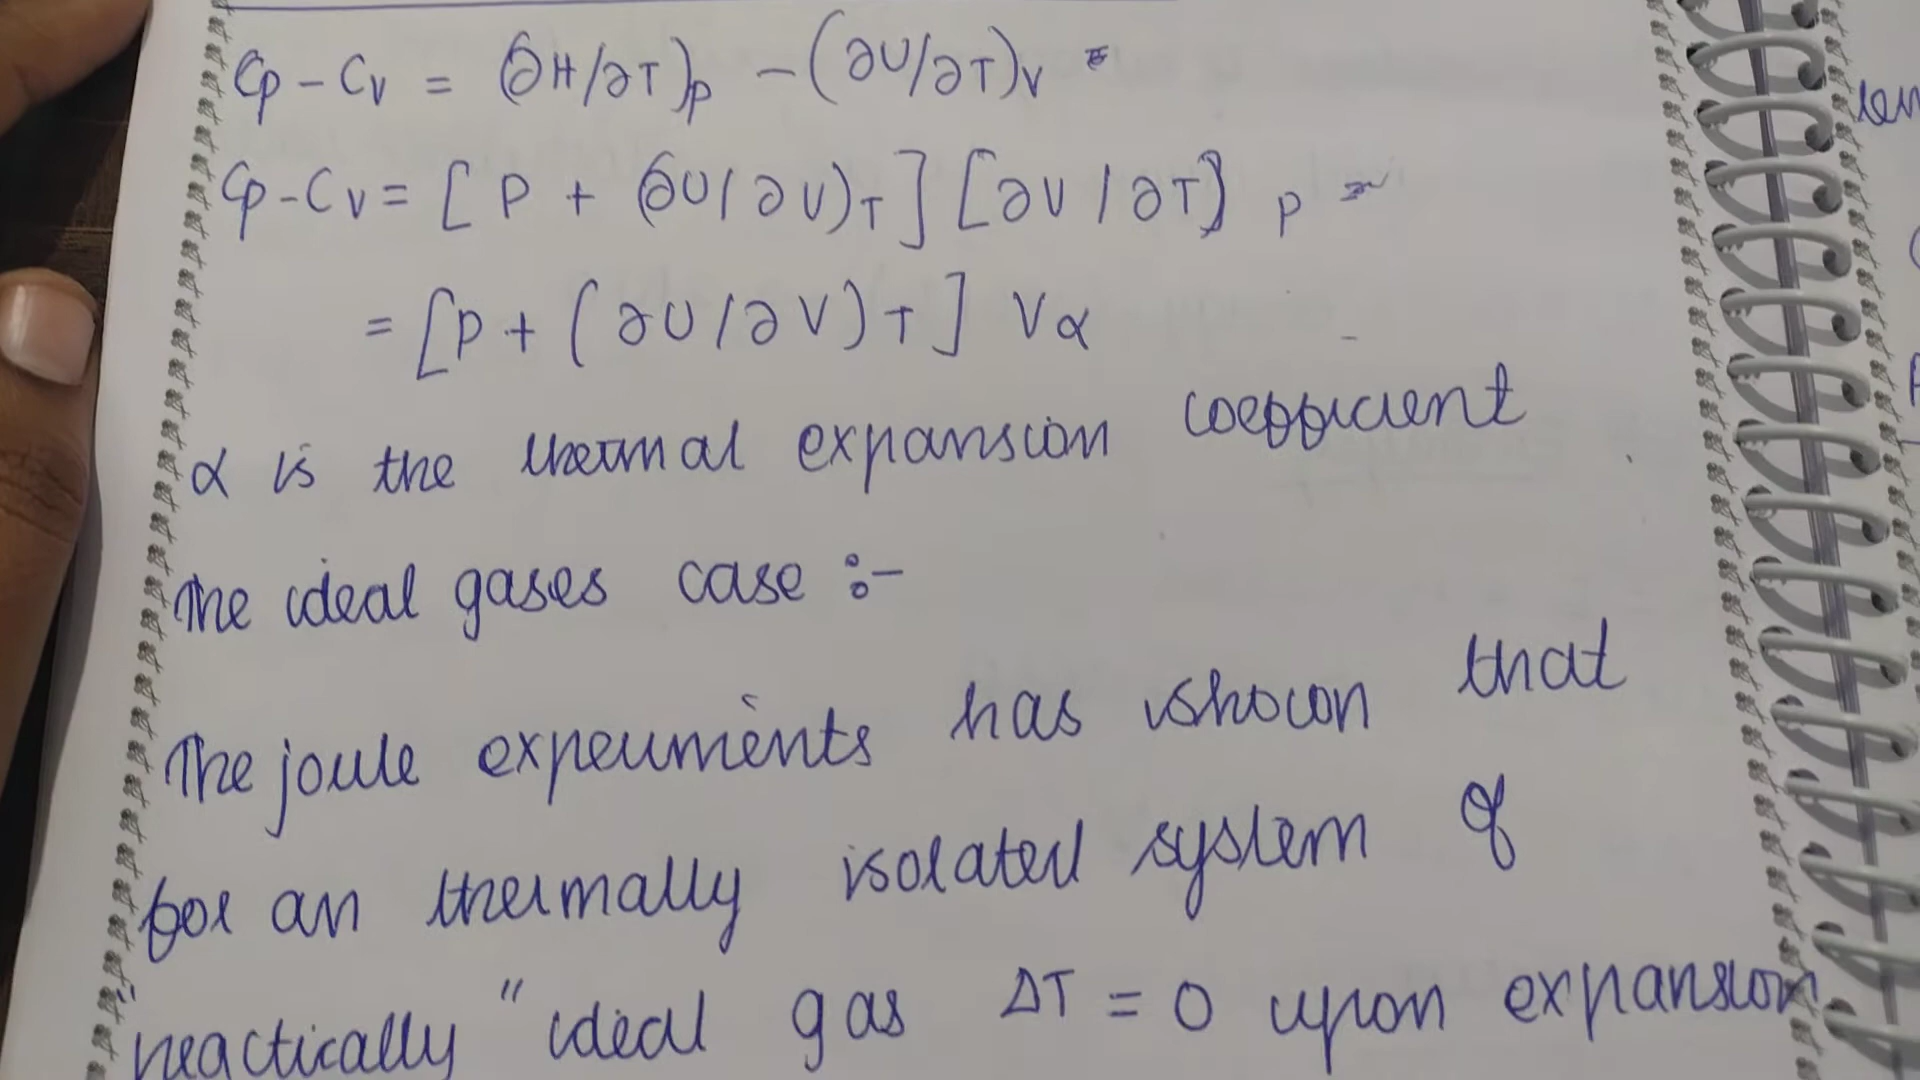 Cp - Cv = (∂H/∂T)p - (∂U/∂T)v =
Cp - Cv = [P + (∂U/∂V)T] [∂V/∂T] p =
= [P + (∂U/∂V)T] Vα
α is the thermal expansion coefficient
The ideal gases case :-
The joule experiments has shown that
for an thermally isolated system of
practically "ideal gas ΔT = 0 upon expansion